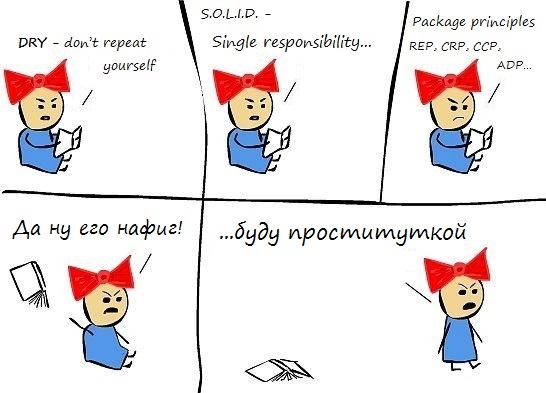 DRY - don't repeat
yourself
S.O.L.I.D. -
Single responsibility...
Package principles
REP, CRP, CCP,
ADP...
Да ну его нафиг!
...буду проституткой